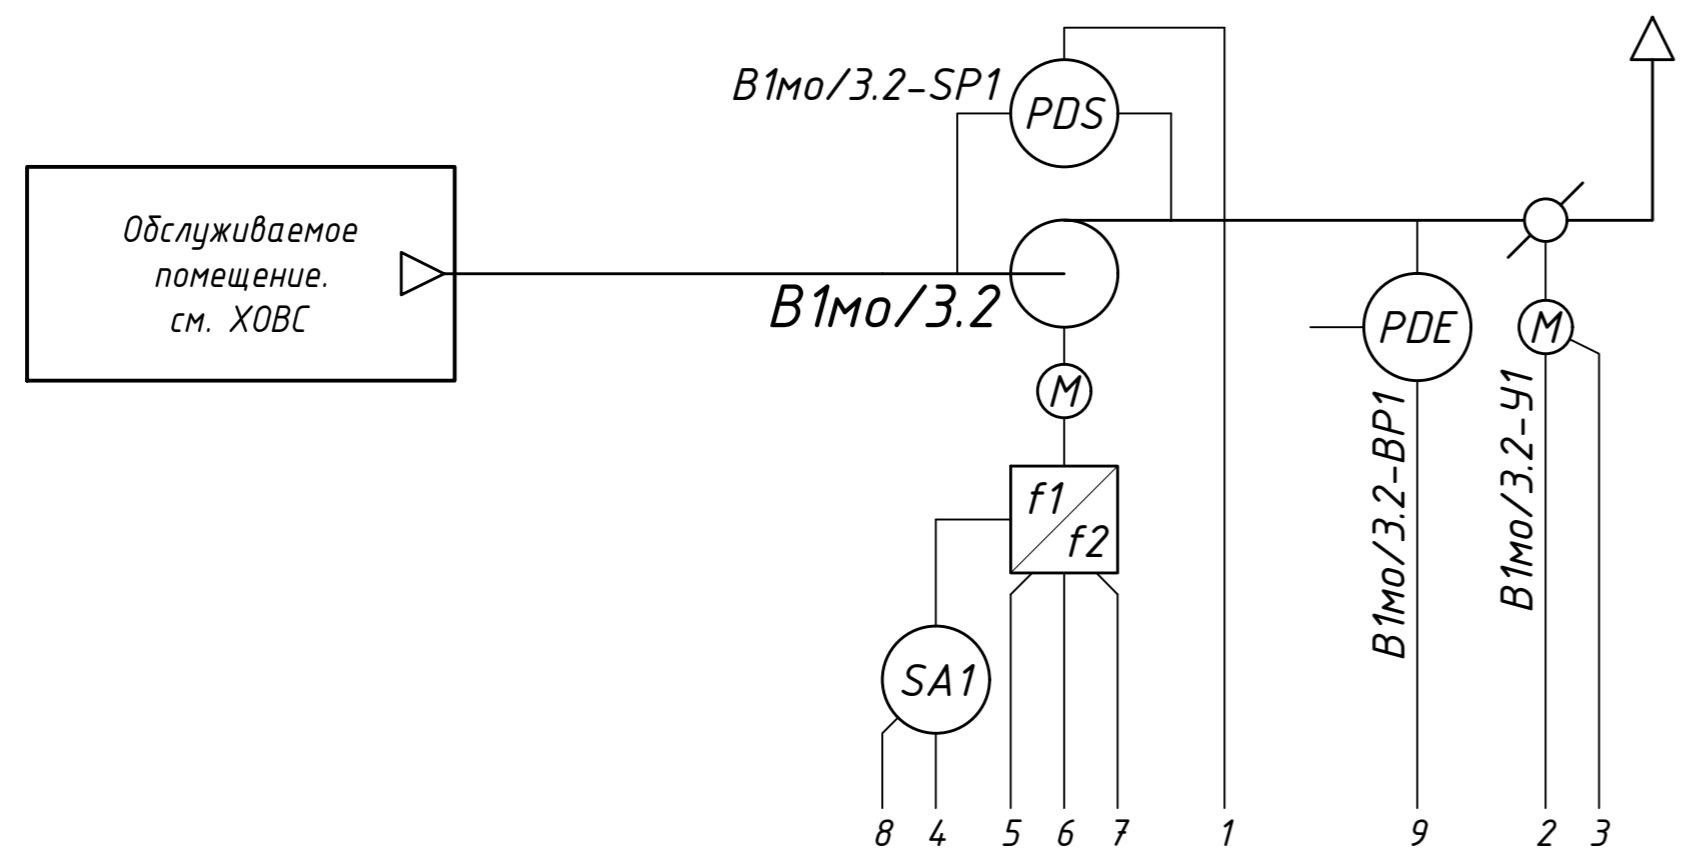 В1мо/3.2-SP1
PDS
Обслуживаемое
помещение.
см. ХОВС
В1мо/3.2
PDE
М
М
В1мо/3.2-BP1
В1мо/3.2-У1
f1
f2
SA1
8 4 5 6 7 1 9 2 3